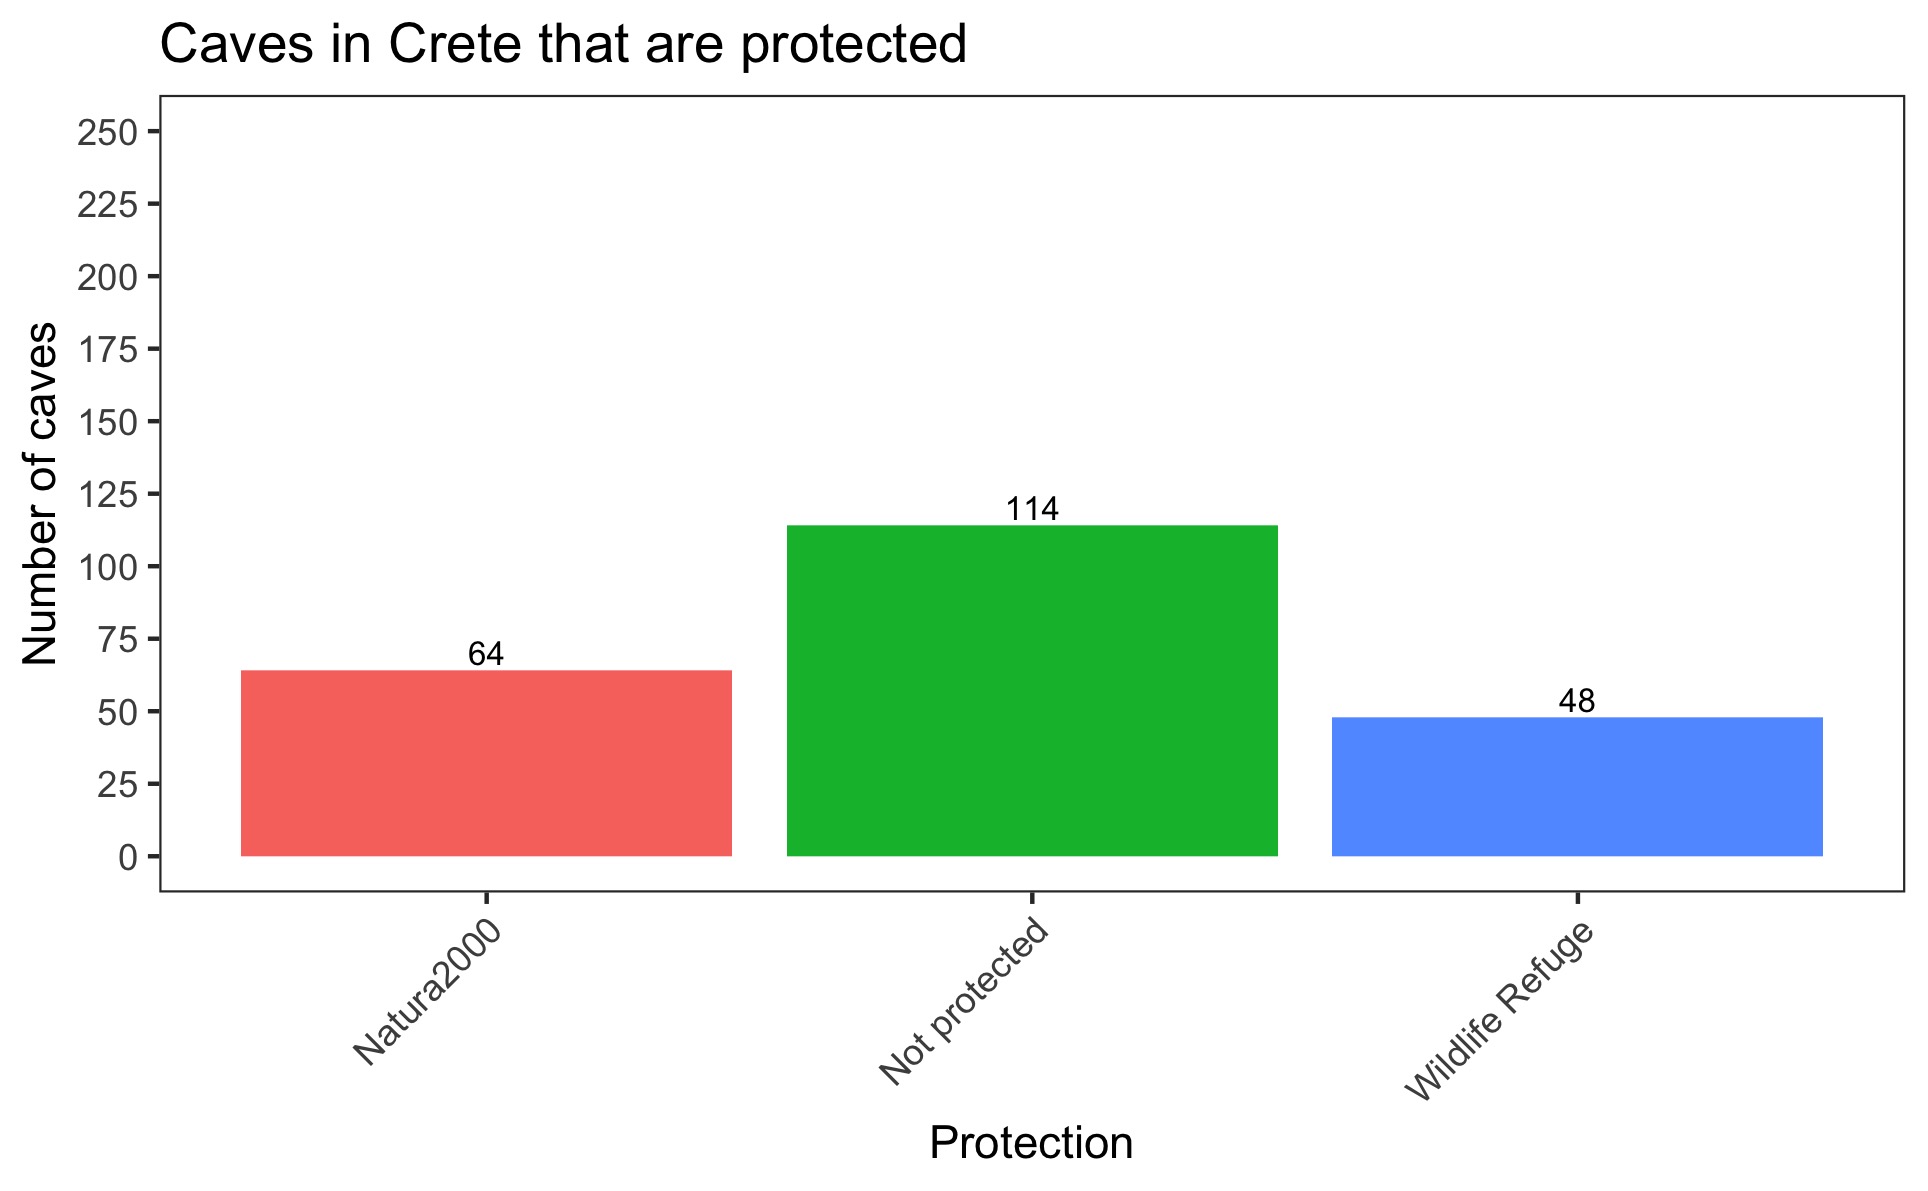 Caves in Crete that are protected
Number of caves
250
225
200
175
150
125
100
75
50
25
0
64
114
48
Natura2000
Not protected
Wildlife Refuge
Protection